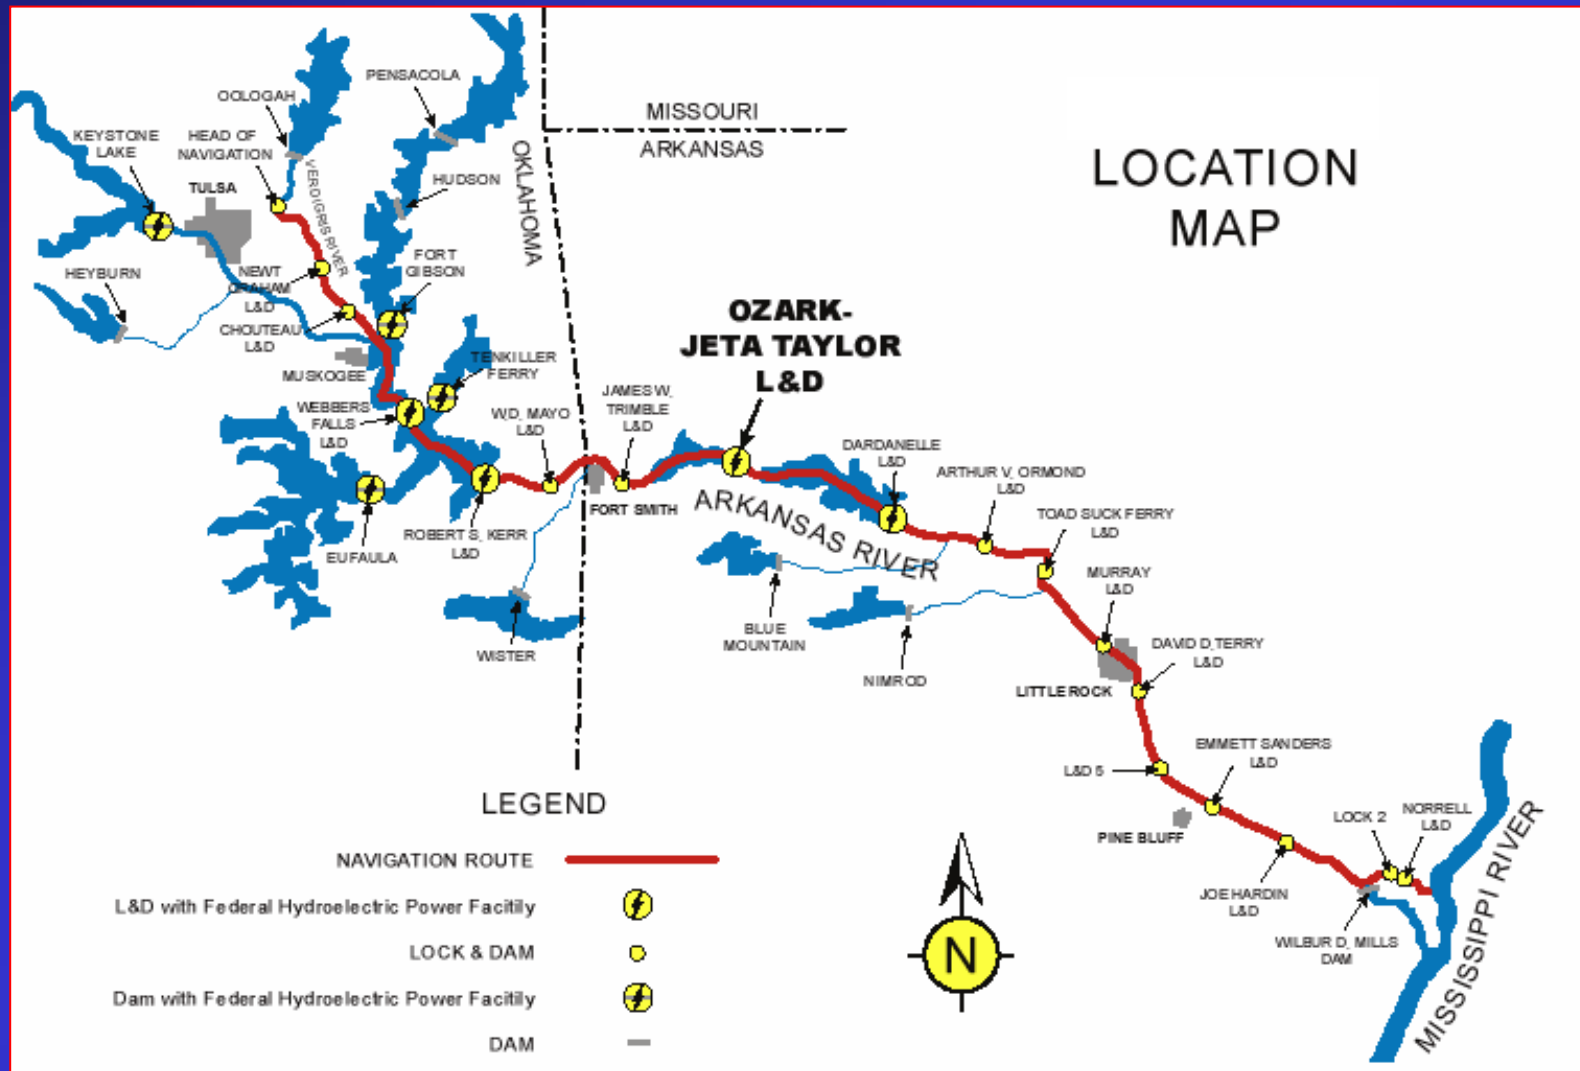 PENSACOLA
OOLOGAH
MISSOURI
ARKANSAS
KEYSTONE
LAKE
HEAD OF
NAVIGATION
OKLAHOMA
LOCATION
MAP
TULSA
VERDIGRIS RIVER
HUDSON
HEYBURN
NEWT
GRAHAM
L&D
FORT
GIBSON
CHOUTEAU
L&D
OZARK-
JETA TAYLOR
L&D
MUSKOGEE
TENKILLER
FERRY
WEBBERS
FALLS
L&D
W.D. MAYO
L&D
JAMES W.
TRIMBLE
L&D
DARDANELLE
L&D
ARTHUR V. ORMOND
L&D
EUFAULA
ROBERT S. KERR
L&D
FORT SMITH
ARKANSAS RIVER
TOAD SUCK FERRY
L&D
MURRAY
L&D
WISTER
BLUE
MOUNTAIN
NIMROD
DAVID D. TERRY
L&D
LITTLE ROCK
L&D 5
EMMETT SANDERS
L&D
PINE BLUFF
LOCK 2
NORRELL
L&D
JOE HARDIN
L&D
WILBUR D. MILLS
DAM
MISSISSIPPI RIVER
N
LEGEND
NAVIGATION ROUTE
L&D with Federal Hydroelectric Power Facitily
LOCK & DAM
Dam with Federal Hydroelectric Power Facitily
DAM